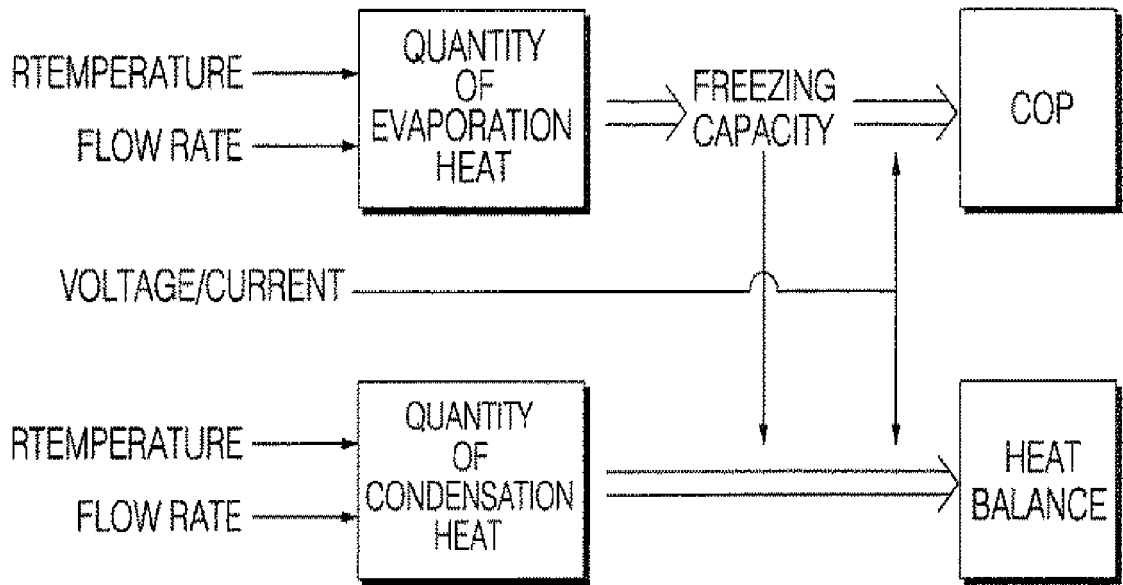 RTEMPERATURE
FLOW RATE
QUANTITY
OF
EVAPORATION
HEAT
FREEZING
CAPACITY
COP
VOLTAGE/CURRENT
RTEMPERATURE
FLOW RATE
QUANTITY
OF
CONDENSATION
HEAT
HEAT
BALANCE